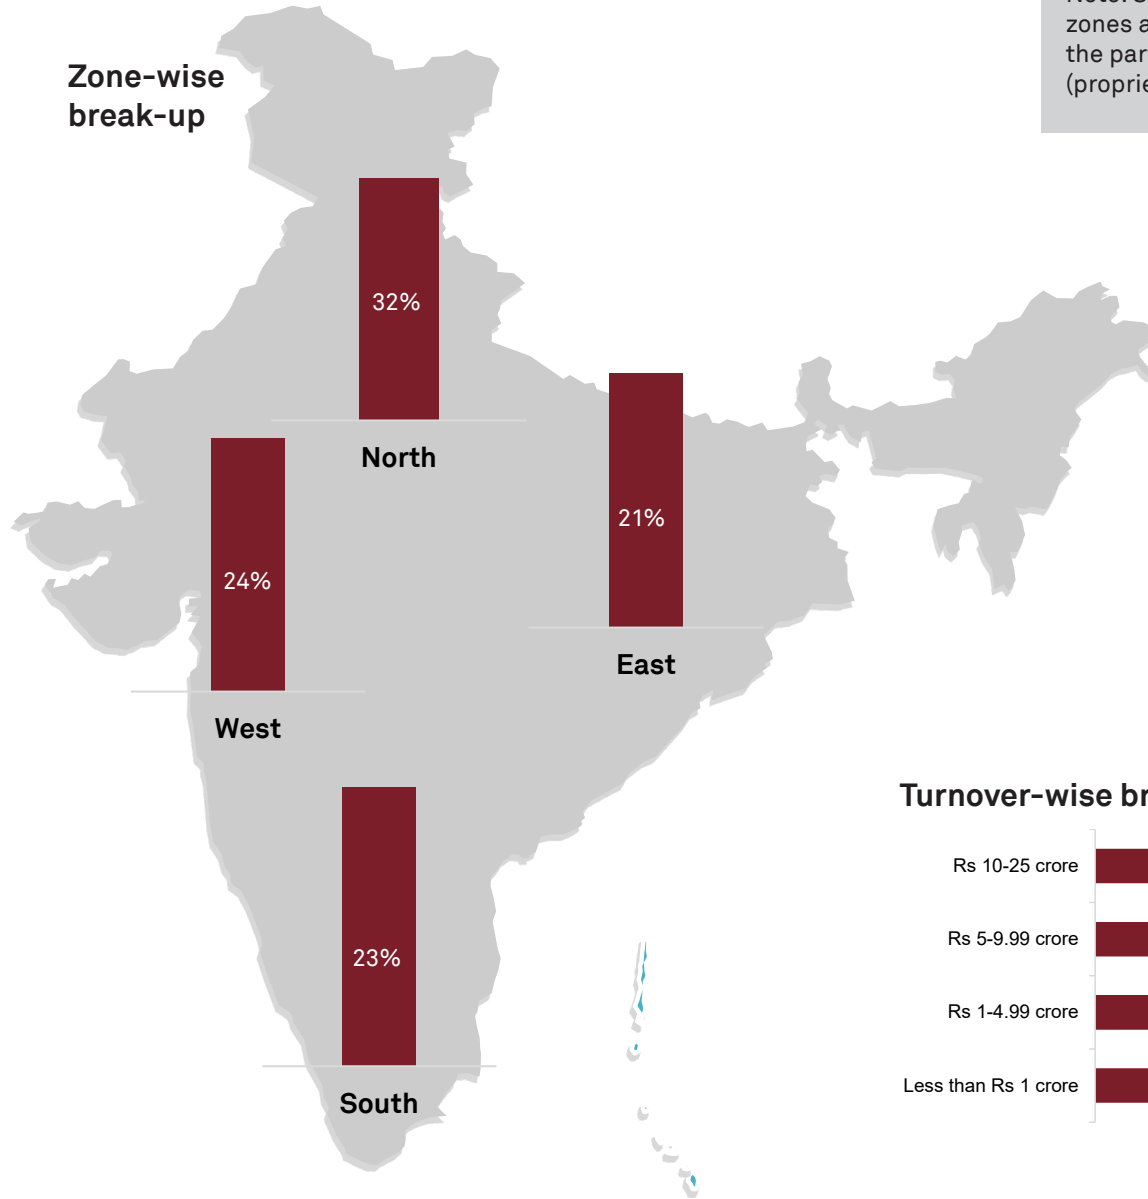 zones a
the par
(proprie
Zone-wise
break-up
32%
North
21%
East
24%
West
23%
South
Turnover-wise br
Rs 10-25 crore
Rs 5-9.99 crore
Rs 1-4.99 crore
Less than Rs 1 crore